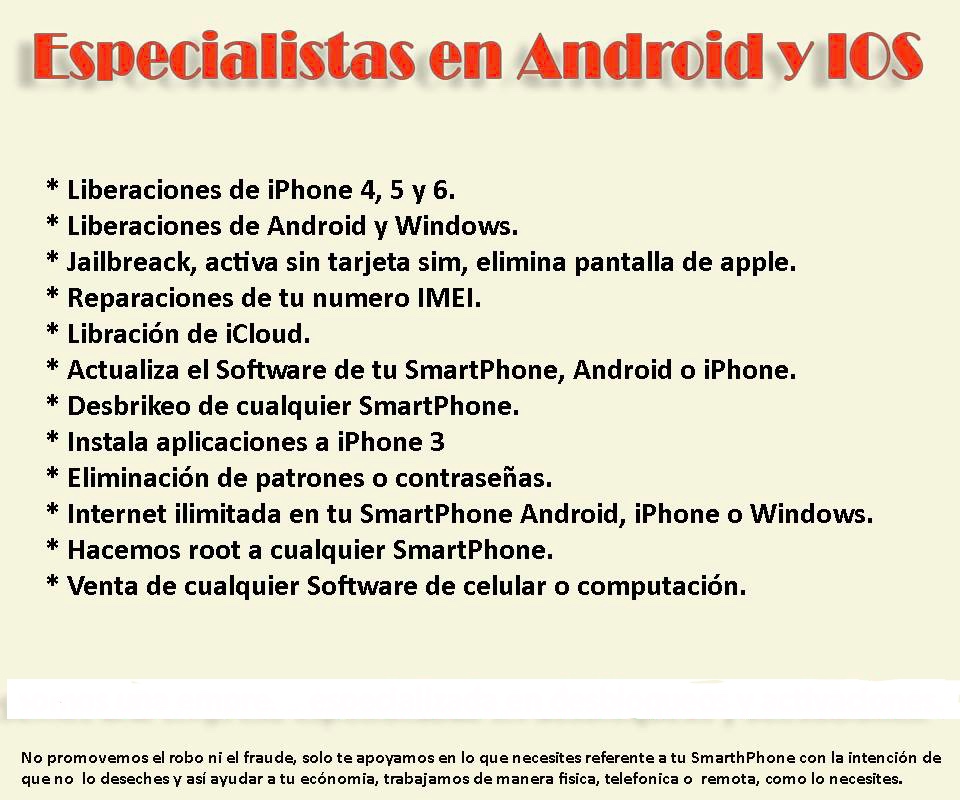 Especialistas en Android y IOS
* Liberaciones de iPhone 4, 5 y 6.
* Liberaciones de Android y Windows.
* Jailbreack, activa sin tarjeta sim, elimina pantalla de apple.
* Reparaciones de tu numero IMEI.
* Libración de iCloud.
* Actualiza el Software de tu SmartPhone, Android o iPhone.
* Desbrikeo de cualquier SmartPhone.
* Instala aplicaciones a iPhone 3
* Eliminación de patrones o contraseñas.
* Internet ilimitada en tu SmartPhone Android, iPhone o Windows.
* Hacemos root a cualquier SmartPhone.
* Venta de cualquier Software de celular o computación.
No promovemos el robo ni el fraude, solo te apoyamos en lo que necesites referente a tu SmarthPhone con la intención de
que no lo deseches y así ayudar a tu ecónomia, trabajamos de manera fisica, telefonica o remota, como lo necesites.